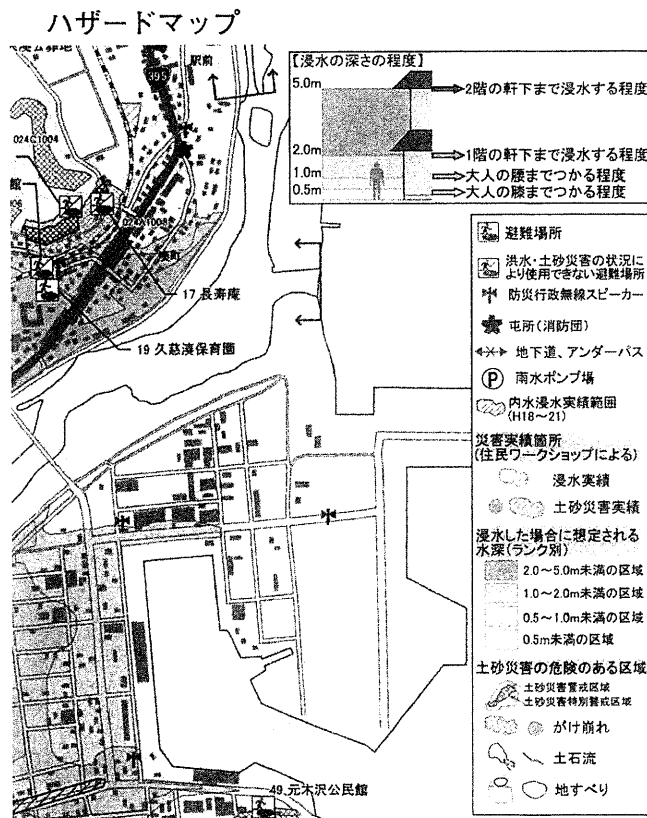 ハザードマップ
駅前
395
024C1004
館
湊町
17 長寿庵
19 久慈湊保育園
49 元木沢公民館
【浸水の深さの程度】
5.0m
2階の軒下まで浸水する程度
2.0m
1階の軒下まで浸水する程度
1.0m
大人の腰までつかる程度
0.5m
大人の膝までつかる程度
避難場所
洪水・土砂災害の状況に
より使用できない避難場所
防災行政無線スピーカー
屯所(消防団)
地下道、アンダーパス
P
雨水ポンプ場
内水浸水実績範囲
(H18～21)
災害実績箇所
(住民ワークショップによる)
浸水実績
土砂災害実績
浸水した場合に想定される
水深(ランク別)
2.0～5.0m未満の区域
1.0～2.0m未満の区域
0.5～1.0m未満の区域
0.5m未満の区域
土砂災害の危険のある区域
土砂災害警戒区域
土砂災害特別警戒区域
がけ崩れ
土石流
地すべり